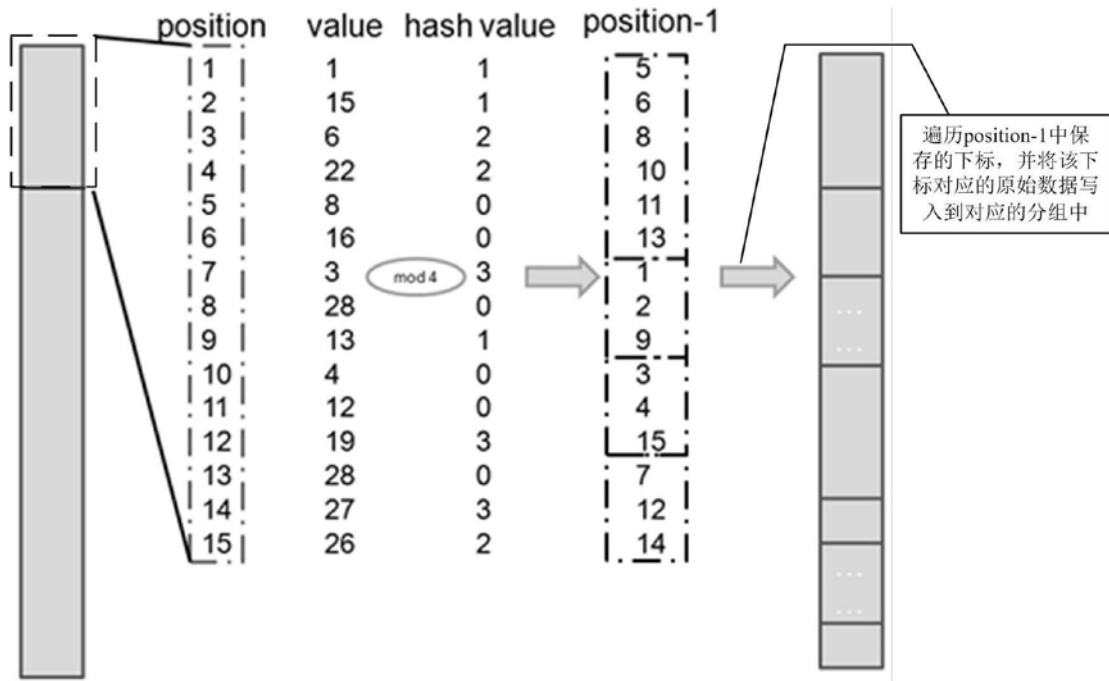 position value hash value position-1
1 1 1 5
2 15 1 6
3 6 2 8
4 22 2 10
5 8 0 11
6 16 0 13
7 3 mod 4 3 1
8 28 0 2
9 13 1 9
10 4 0 3
11 12 0 4
12 19 3 15
13 28 0 7
14 27 3 12
15 26 2 14
遍历position-1中保
存的下标，并将该下
标对应的原始数据写
入到对应的分组中
...
...
...
...